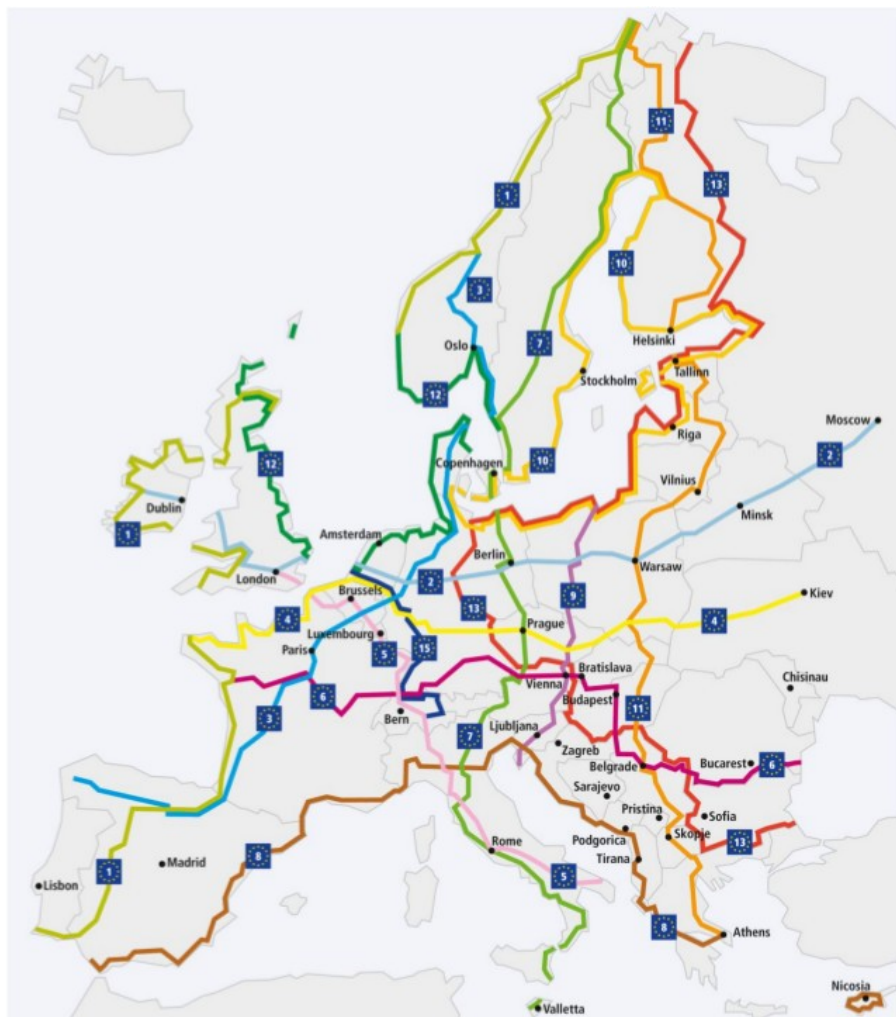 11
13
1
3
10
Oslo
7
Helsinki
Stockholm
Tallinn
12
Moscow
Riga
2
12
Copenhagen
10
Vilnius
Dublin
Minsk
1
Amsterdam
Berlin
Warsaw
London
2
Brussels
13
9
Kiev
4
Prague
4
Luxembourg
15
Paris
5
Bratislava
Vienna
Chisinau
6
Budapest
Bern
3
11
Ljubljana
7
Zagreb
Belgrade
Bucarest
6
Sarajevo
Pristina
Sofia
Podgorica
Skopje
13
Rome
Tirana
8
Madrid
1
5
Lisbon
8
Athens
Nicosia
Valletta